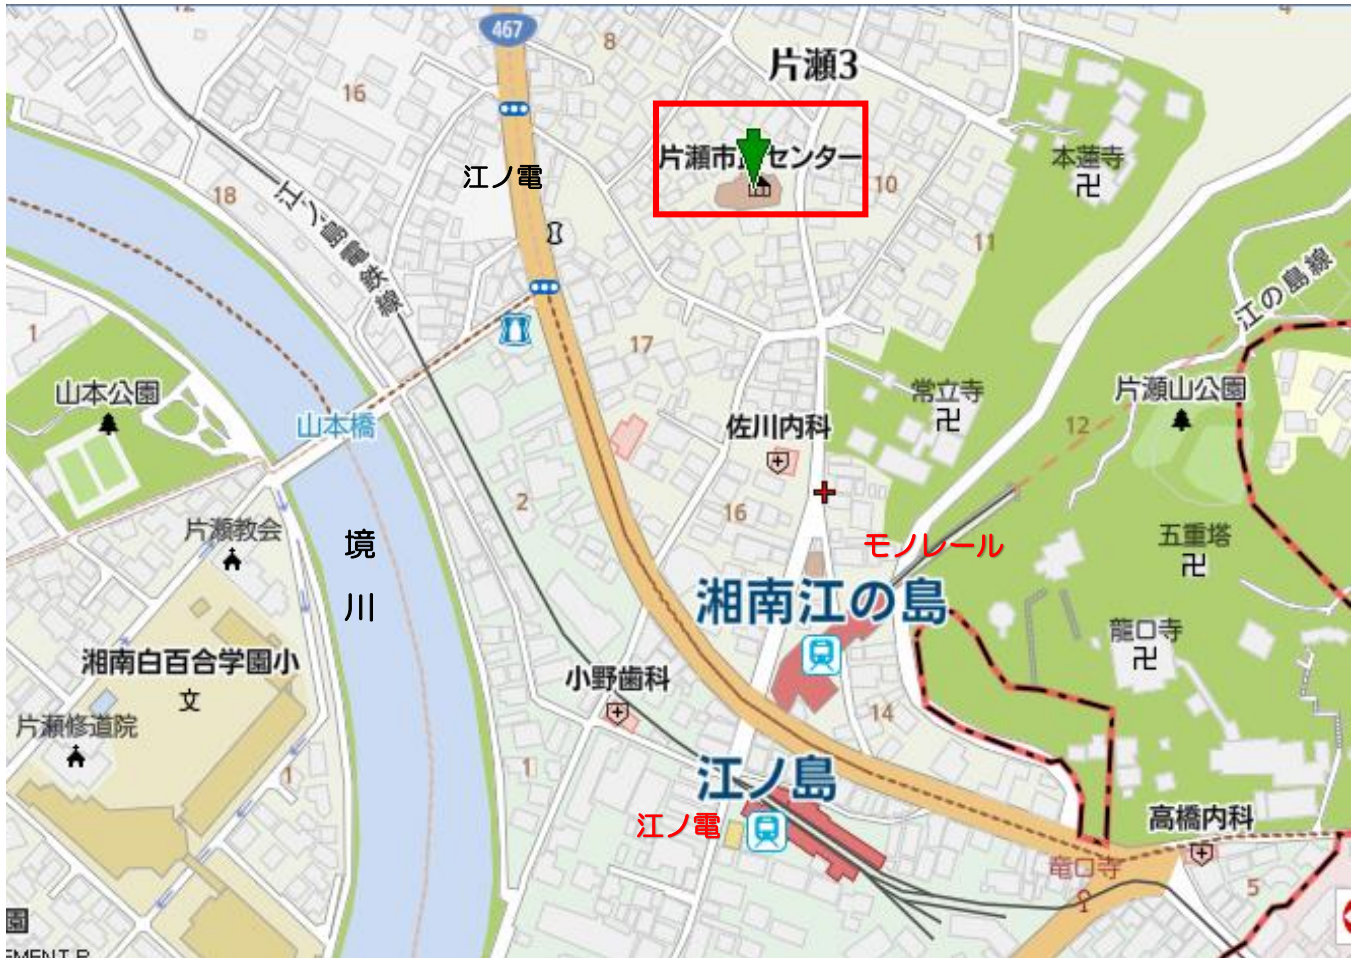 467
8
片瀬3
16
片瀬市民センター
本蓮寺
江ノ電
10
18
江ノ島電鉄線
11
江の島線
1
17
山本公園
常立寺
片瀬山公園
山本橋
佐川内科
12
2
16
片瀬教会
境川
モノレール
五重塔
湘南江の島
龍口寺
湘南白百合学園小
文
小野歯科
片瀬修道院
14
1
1
江ノ島
江ノ電
高橋内科
竜口寺
5
園